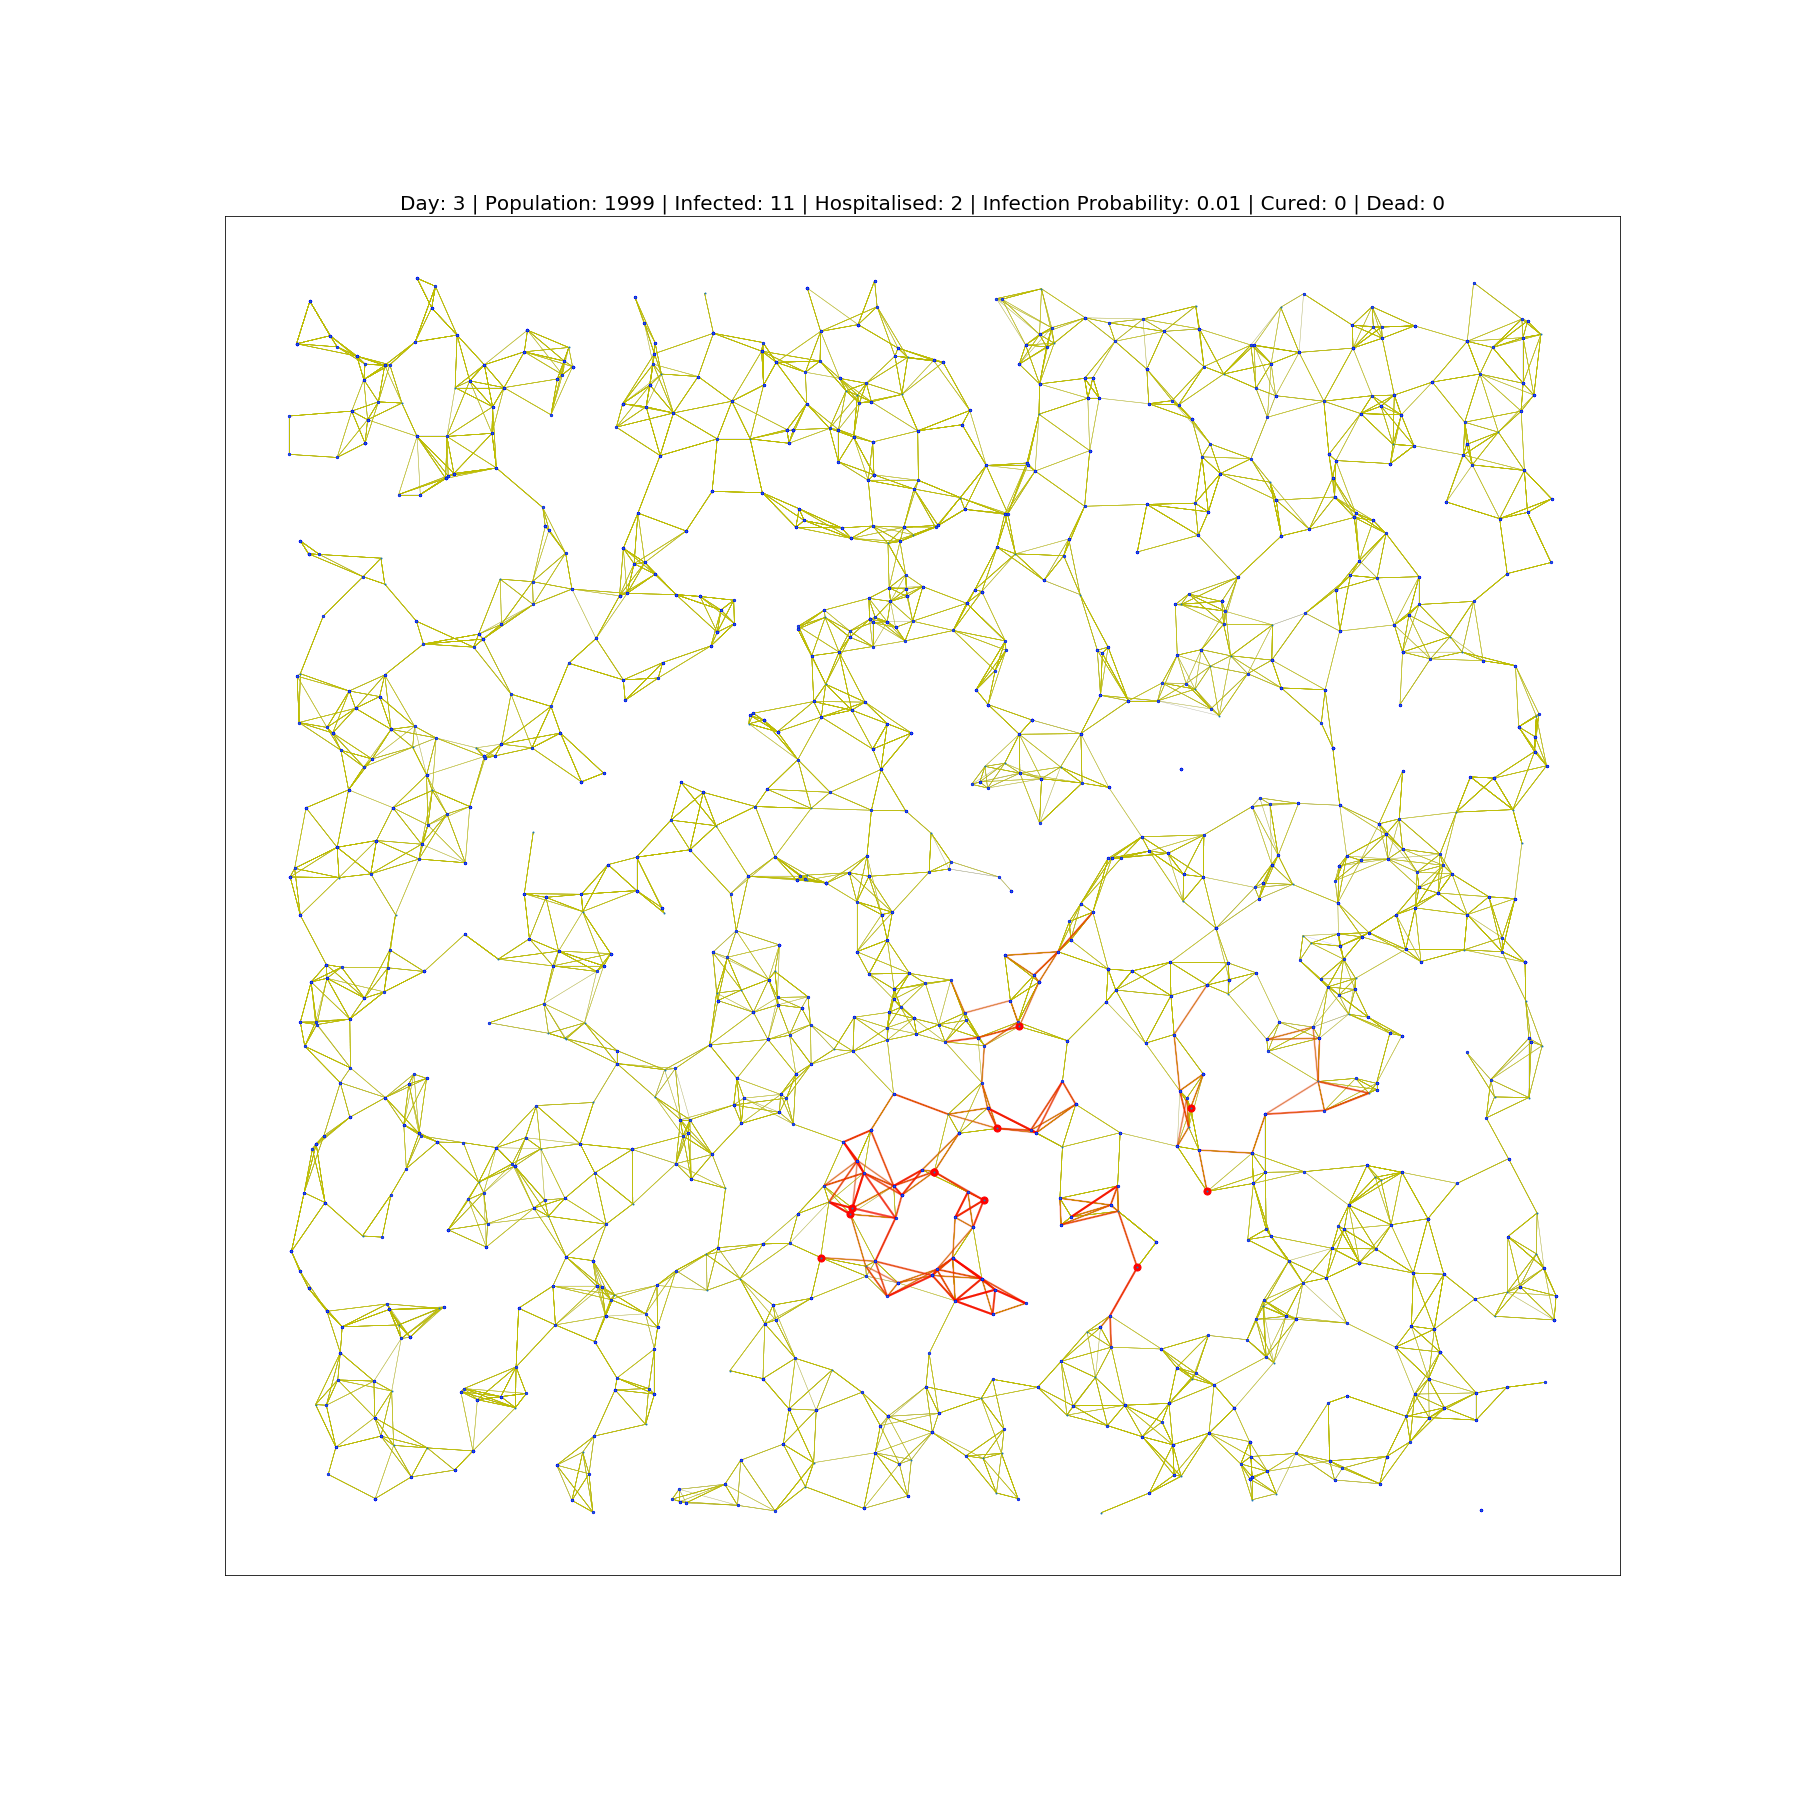 Day: 3 | Population: 1999 | Infected: 11 | Hospitalised: 2 | Infection Probability: 0.01 | Cured: 0 | Dead: 0